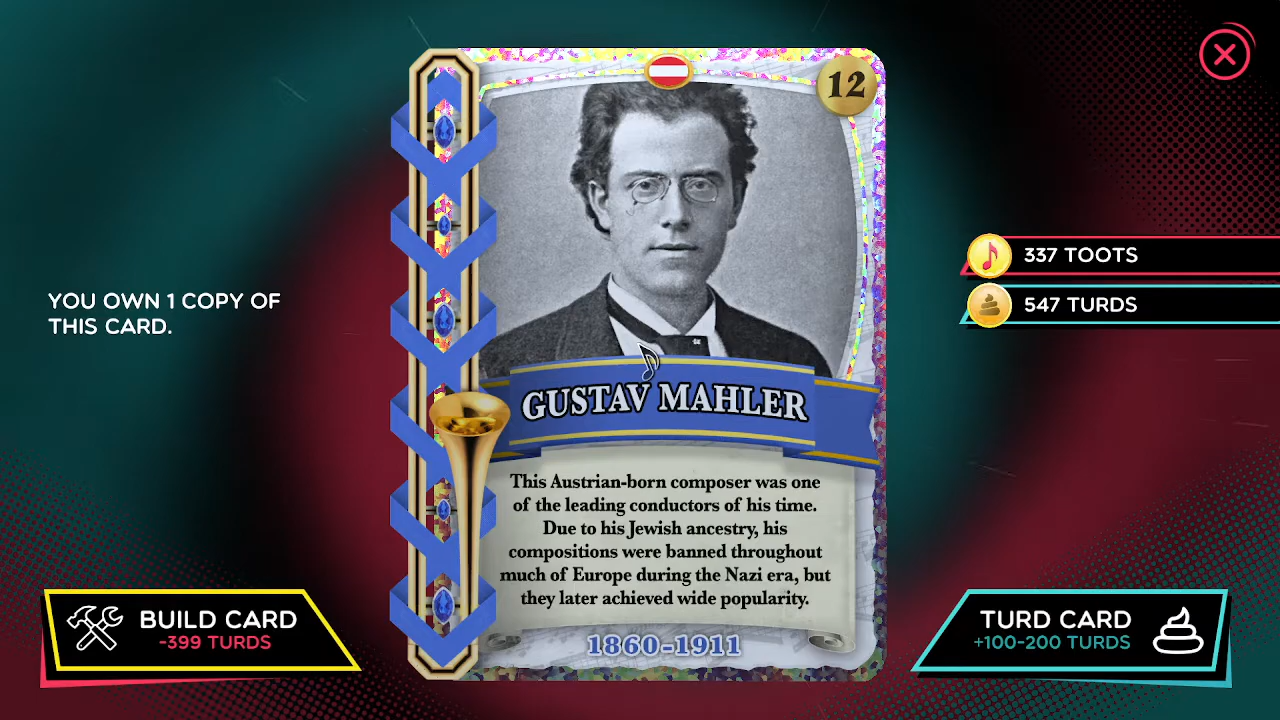 12
337 TOOTS
547 TURDS
YOU OWN 1 COPY OF
THIS CARD.
GUSTAV MAHLER
This Austrian-born composer was one
of the leading conductors of his time.
Due to his Jewish ancestry, his
compositions were banned throughout
much of Europe during the Nazi era, but
they later achieved wide popularity.
1860-1911
BUILD CARD
-399 TURDS
TURD CARD
+100-200 TURDS